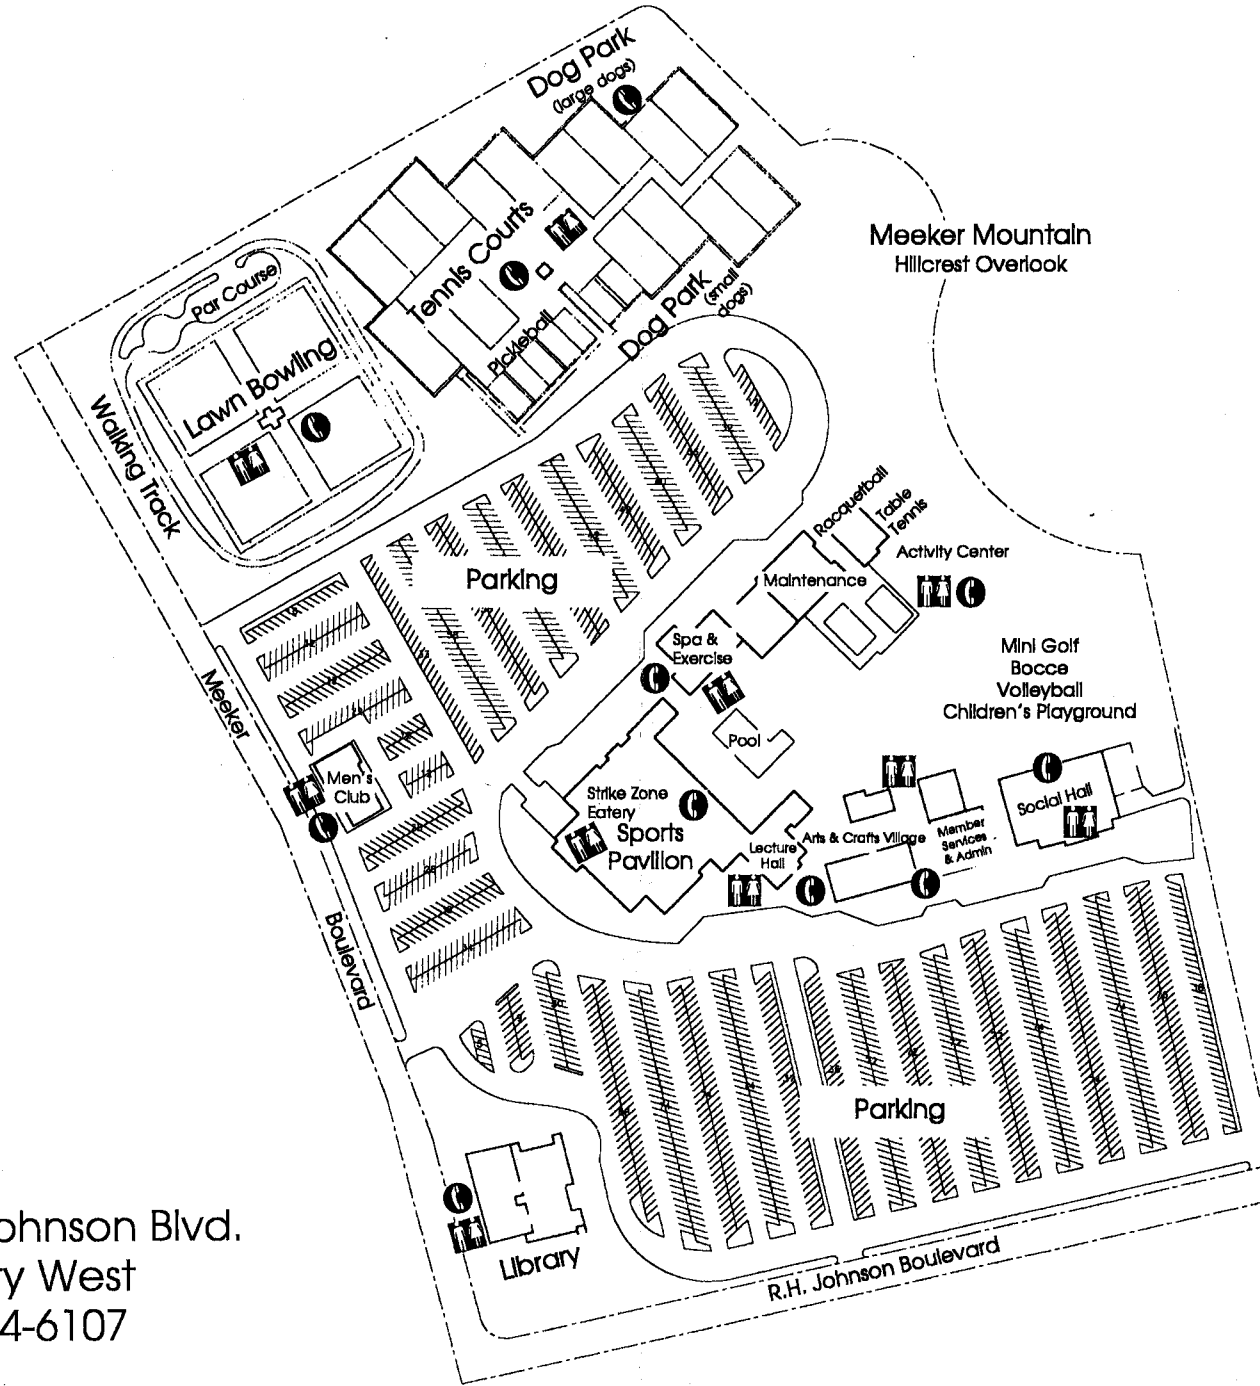 Dog Park
(large dogs)
Meeker Mountain
Hillcrest Overlook
Tennis Courts
Par Course
Pickleball
Dog Park
(small
dogs)
Lawn Bowling
Walking Track
Racquetball
Table
Tennis
Activity Center
Parking
Maintenance
Spa &
Exercise
Mini Golf
Bocce
Volleyball
Children's Playground
Meeker
Boulevard
Men's
Club
Pool
Strike Zone
Eatery
Sports
Pavilion
Lecture
Hall
Arts & Crafts Village
Member
Services
& Admin
Social Hall
Parking
Library
R.H. Johnson Boulevard
ohnson Blvd.
y West
4-6107